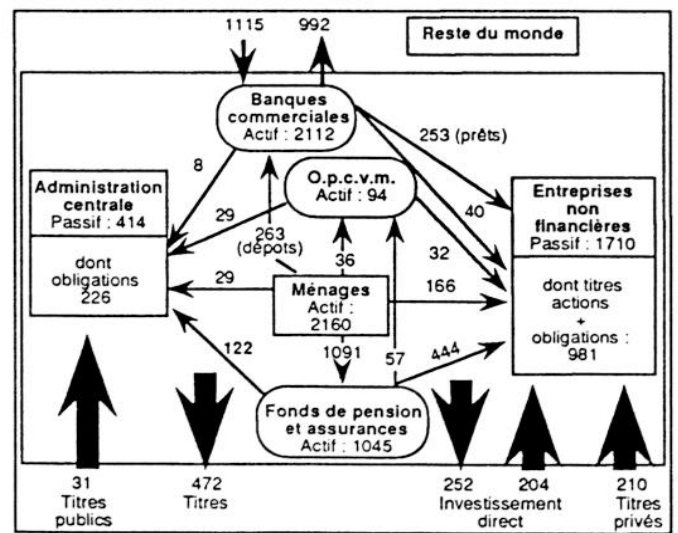 1115
992
Reste du monde
Banques
commerciales
Actif : 2112
253 (prêts)
8
Administration
centrale
Passif : 414
dont
obligations
226
O.p.c.v.m.
Actif : 94
Entreprises
non
financières
Passif : 1710
dont titres
actions
+
obligations :
981
40
29
263
(dépots)
36
32
29
Ménages
Actif :
2160
166
122
1091
57
444
Fonds de pension
et assurances
Actif : 1045
31
Titres
publics
472
Titres
252
204
Investissement
direct
210
Titres
privés